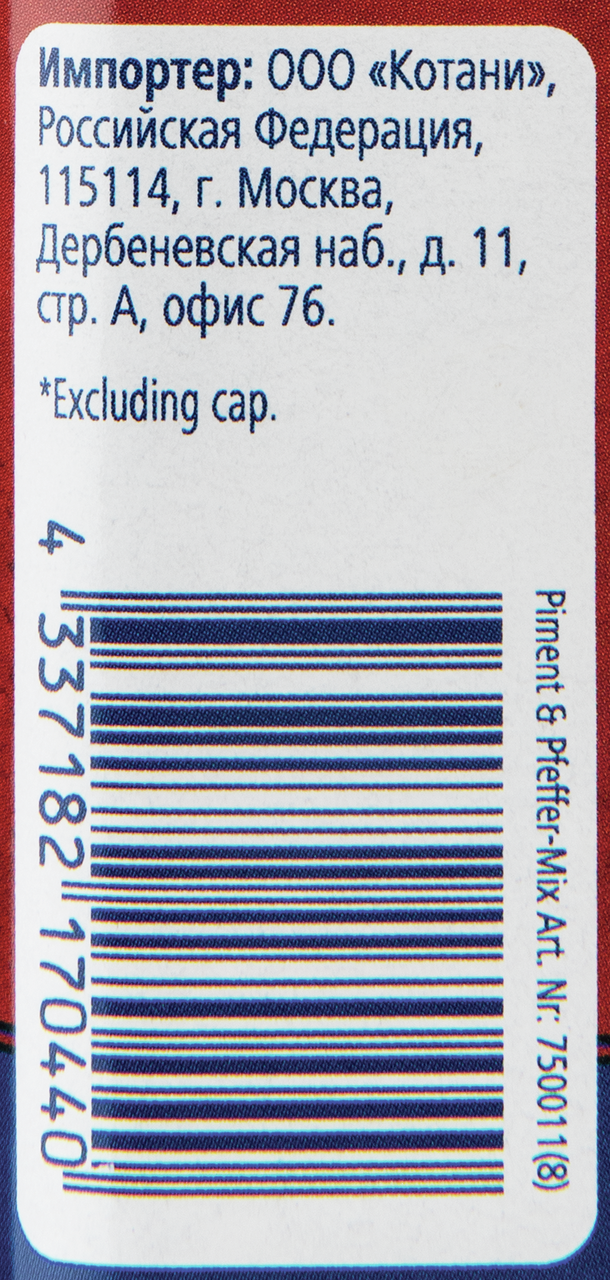 Импортер: ООО «Котани»,
Российская Федерация,
115114, г. Москва,
Дербеневская наб., д. 11,
стр. А, офис 76.
*Excluding cap.
4 337182 170440
Piment & Pfeffer-Mix Art. Nr: 750011(8)